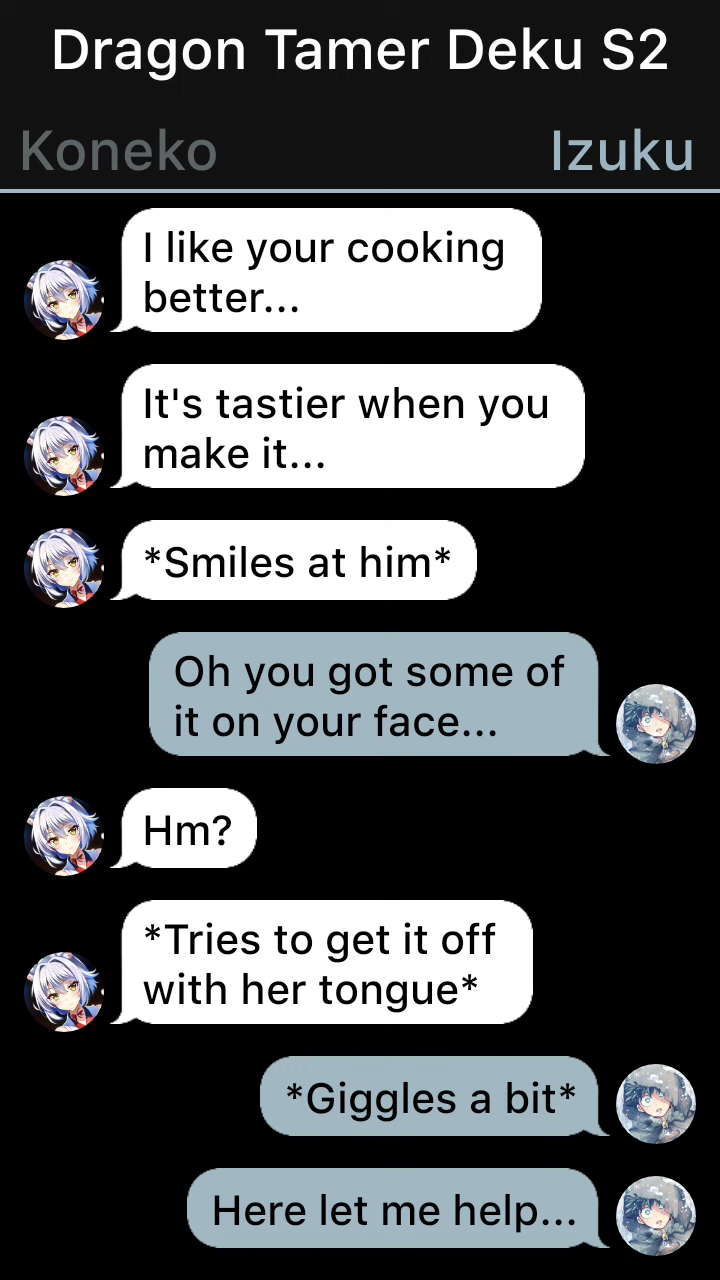 Dragon Tamer Deku S2
Koneko
Izuku
I like your cooking
better...
It's tastier when you
make it...
*Smiles at him*
Oh you got some of
it on your face...
Hm?
*Tries to get it off
with her tongue*
*Giggles a bit*
Here let me help...